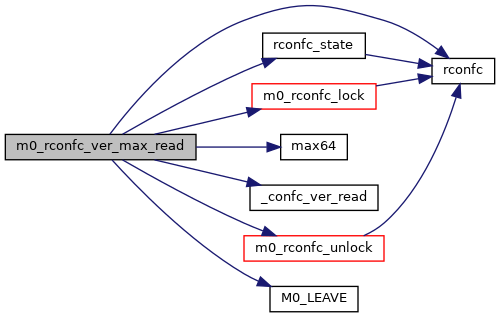 rconfc_state
rconfc
m0_rconfc_lock
m0_rconfc_ver_max_read
max64
_confc_ver_read
m0_rconfc_unlock
M0_LEAVE